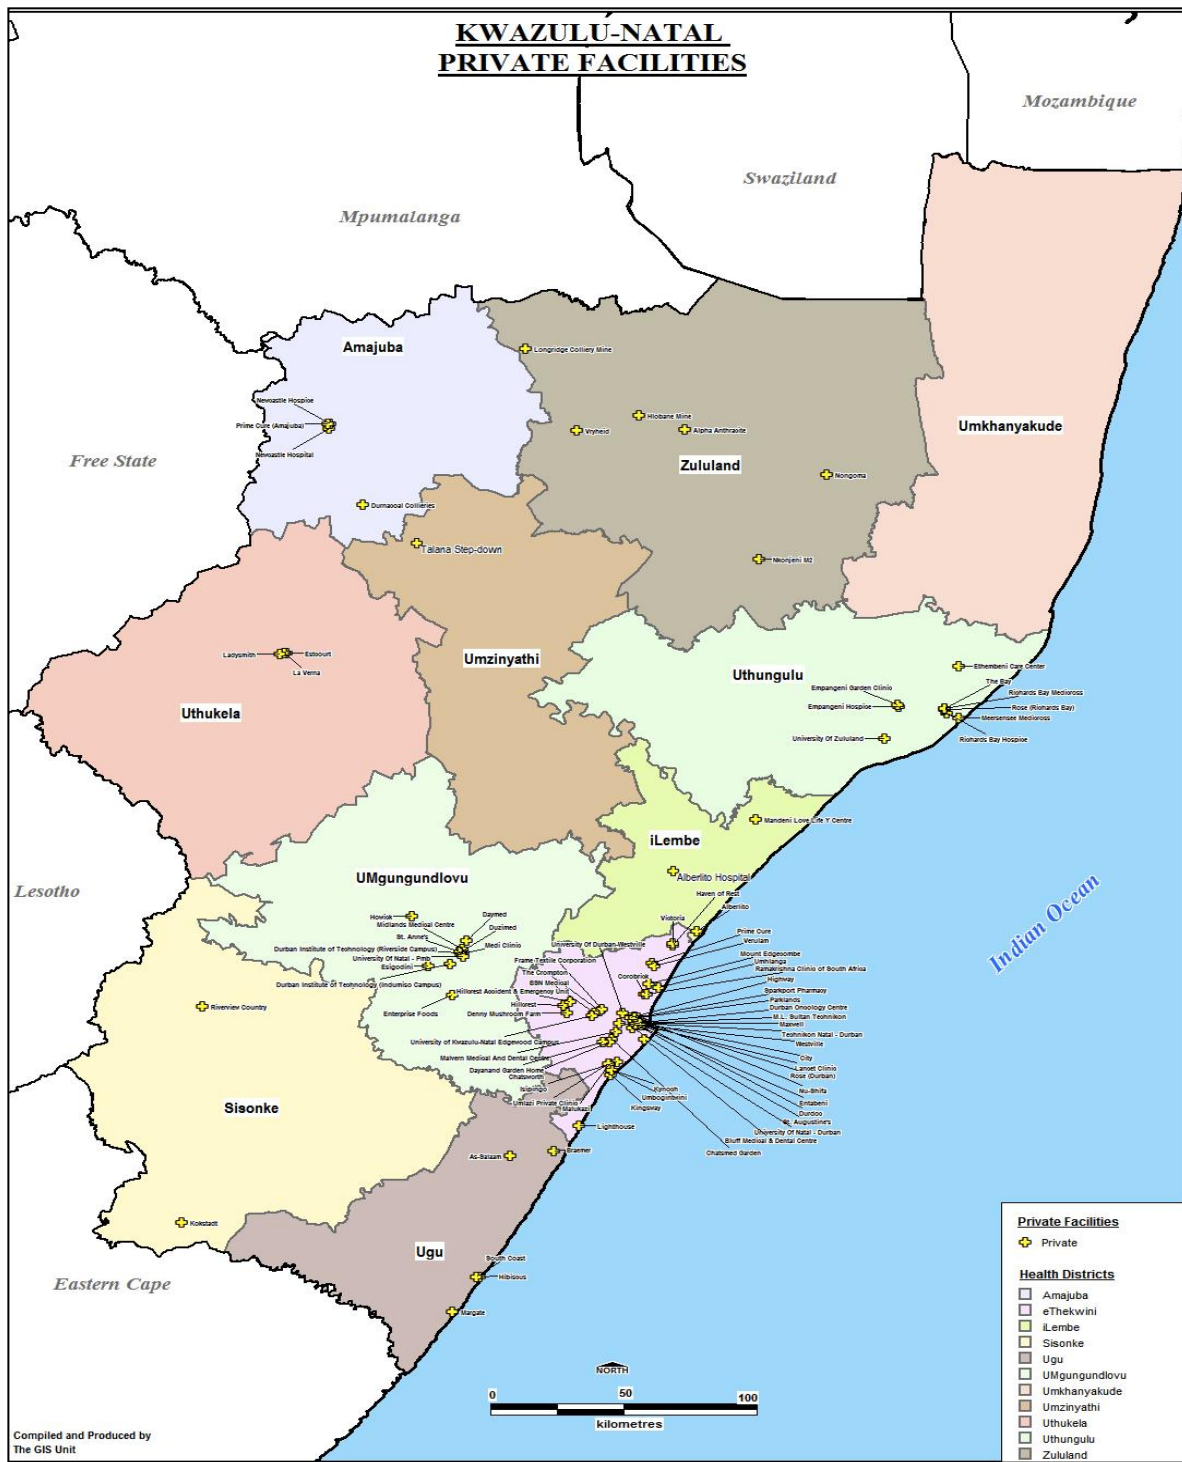 KWAZULU-NATAL
PRIVATE FACILITIES
Mozambique
Swaziland
Mpumalanga
Amajuba
Longridge Colliery Mine
Newcastle Hospice
Prime Cure (Amajuba)
Newcastle Hospital
Hlobane Mine
Vryheid
Alpha Anthracite
Umkhanyakude
Free State
Zululand
Nongoma
Durnacoal Collieries
Talana Step-down
Nkonjeni M2
Ladysmith
Estcourt
La Verna
Umzinyathi
Ethembeni Care Center
Uthungulu
The Bay
Empangeni Garden Clinic
Richards Bay Medicross
Empangeni Hospice
Rose (Richards Bay)
Meersensee Medicross
Uthukela
University Of Zululand
Richards Bay Hospice
Mandeni Love Life Y Centre
iLembe
Alberlito Hospital
UMgungundlovu
Lesotho
Haven of Rest
Alberlito
Howick
Daymed
Victoria
Midlands Medical Centre
Duzimed
Prime Cure
St. Anne's
Medi Clinic
University Of Durban-Westville
Verulam
Durban Institute of Technology (Riverside Campus)
Mount Edgecombe
University Of Natal - Pmb
Frame Textile Corporation
Umhlanga
Esigodini
The Crompton
Corobrick
Ramakrishna Clinic of South Africa
BBN Medical
Highway
Durban Institute of Technology (Indumiso Campus)
Hillcrest Accident & Emergency Unit
Sparkport Pharmacy
Parklands
Riverview Country
Hillcrest
Durban Oncology Centre
Enterprise Foods
Denny Mushroom Farm
M.L. Sultan Technikon
Maxwell
Technikon Natal - Durban
University of Kwazulu-Natal Edgewood Campus
Westville
Malvern Medical And Dental Centre
City
Dayanand Garden Home
Lancet Clinic
Chatsworth
Rose (Durban)
Isipingo
Kynoch
Nu-Shifa
Umbogintwini
Umlazi Private Clinic
Entabeni
Malukazi
Kingsway
Durdoc
St. Augustine's
Sisonke
Lighthouse
University Of Natal - Durban
Bluff Medical & Dental Centre
Chatsmed Garden
As-Salaam
Braemer
Kokstadt
Ugu
South Coast
Hibiscus
Eastern Cape
Margate
Indian Ocean
NORTH
0 50 100
kilometres
Private Facilities
Private
Health Districts
Amajuba
eThekwini
iLembe
Sisonke
Ugu
UMgungundlovu
Umkhanyakude
Umzinyathi
Uthukela
Uthungulu
Zululand
Compiled and Produced by
The GIS Unit